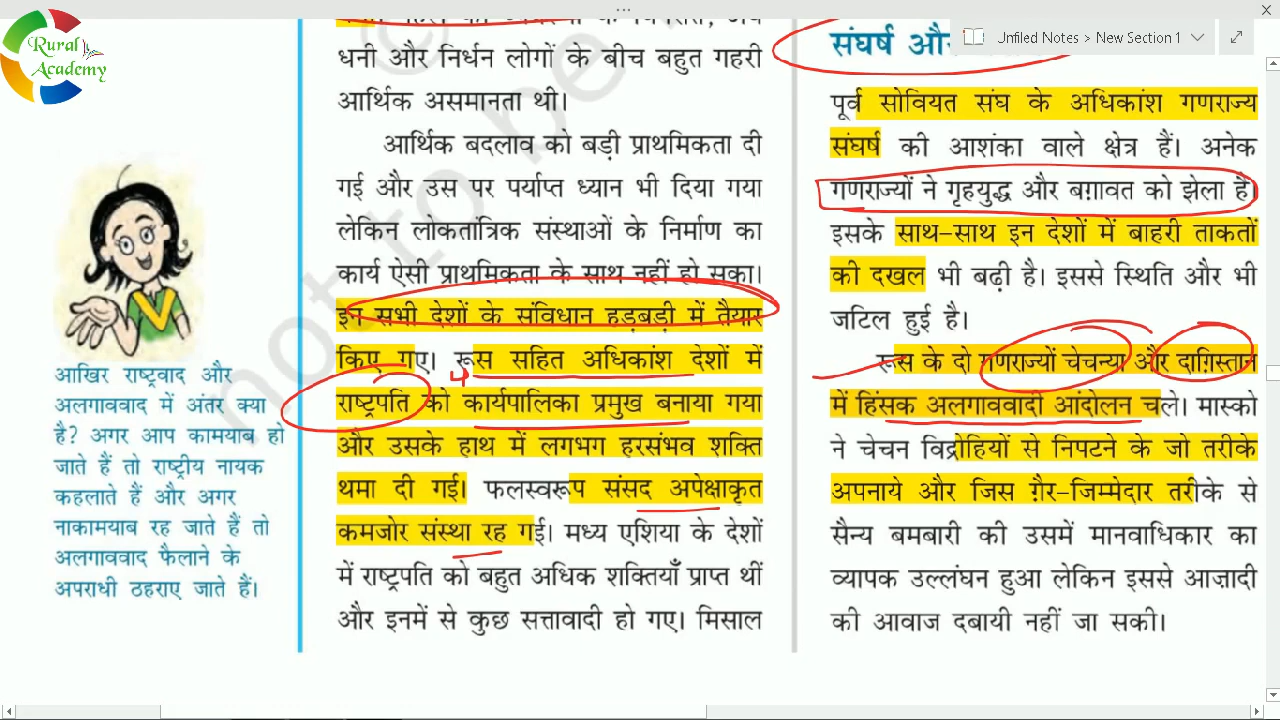 Rural
Academy
धनी और निर्धन लोगों के बीच बहुत गहरी
आर्थिक असमानता थी।
आर्थिक बदलाव को बड़ी प्राथमिकता दी
गई और उस पर पर्याप्त ध्यान भी दिया गया
लेकिन लोकतांत्रिक संस्थाओं के निर्माण का
कार्य ऐसी प्राथमिकता के साथ नहीं हो सका।
इन सभी देशों के संविधान हड़बड़ी में तैयार
किए गए। रूस सहित अधिकांश देशों में
राष्ट्रपति को कार्यपालिका प्रमुख बनाया गया
और उसके हाथ में लगभग हरसंभव शक्ति
थमा दी गई। फलस्वरूप संसद अपेक्षाकृत
कमजोर संस्था रह गई। मध्य एशिया के देशों
में राष्ट्रपति को बहुत अधिक शक्तियाँ प्राप्त थीं
और इनमें से कुछ सत्तावादी हो गए। मिसाल
आखिर राष्ट्रवाद और
अलगाववाद में अंतर क्या
है? अगर आप कामयाब हो
जाते हैं तो राष्ट्रीय नायक
कहलाते हैं और अगर
नाकामयाब रह जाते हैं तो
अलगाववाद फैलाने के
अपराधी ठहराए जाते हैं।
संघर्ष और
Unfiled Notes > New Section 1
पूर्व सोवियत संघ के अधिकांश गणराज्य
संघर्ष की आशंका वाले क्षेत्र हैं। अनेक
गणराज्यों ने गृहयुद्ध और बग़ावत को झेला है।
इसके साथ-साथ इन देशों में बाहरी ताकतों
की दखल भी बढ़ी है। इससे स्थिति और भी
जटिल हुई है।
रूस के दो गणराज्यों चेचन्या और दाग़िस्तान
में हिंसक अलगाववादी आंदोलन चले। मास्को
ने चेचन विद्रोहियों से निपटने के जो तरीके
अपनाये और जिस ग़ैर-जिम्मेदार तरीके से
सैन्य बमबारी की उसमें मानवाधिकार का
व्यापक उल्लंघन हुआ लेकिन इससे आज़ादी
की आवाज दबायी नहीं जा सकी।
not to be